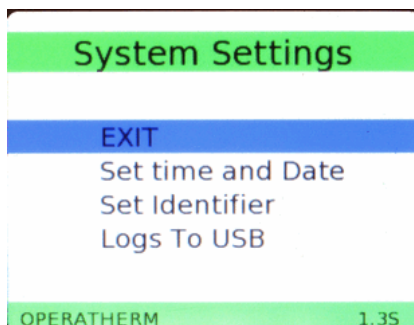 System Settings
EXIT
Set time and Date
Set Identifier
Logs To USB
OPERATHERM 1.3S